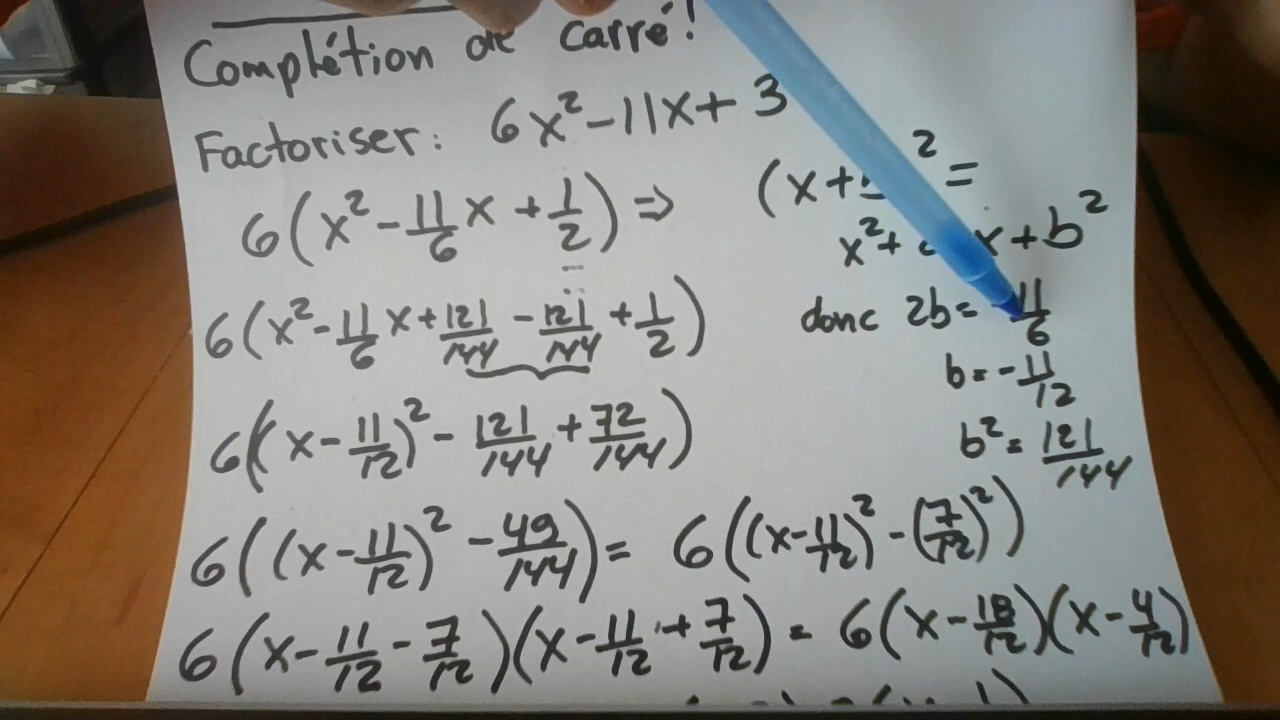 Complétion de carré!
Factoriser: 6x² - 11x + 3
6(x² - 11/6 x + 1/2) ⇒
(x + ² =
x² + x + b²
6(x² - 11/6 x + 121/144 - 121/144 + 1/2)
donc 2b = - 11/6
b = - 11/12
6((x - 11/12)² - 121/144 + 72/144)
b² = 121/144
6((x - 11/12)² - 49/144) = 6((x - 11/12)² - (7/12)²)
6(x - 11/12 - 7/12)(x - 11/12 + 7/12) = 6(x - 18/12)(x - 4/12)